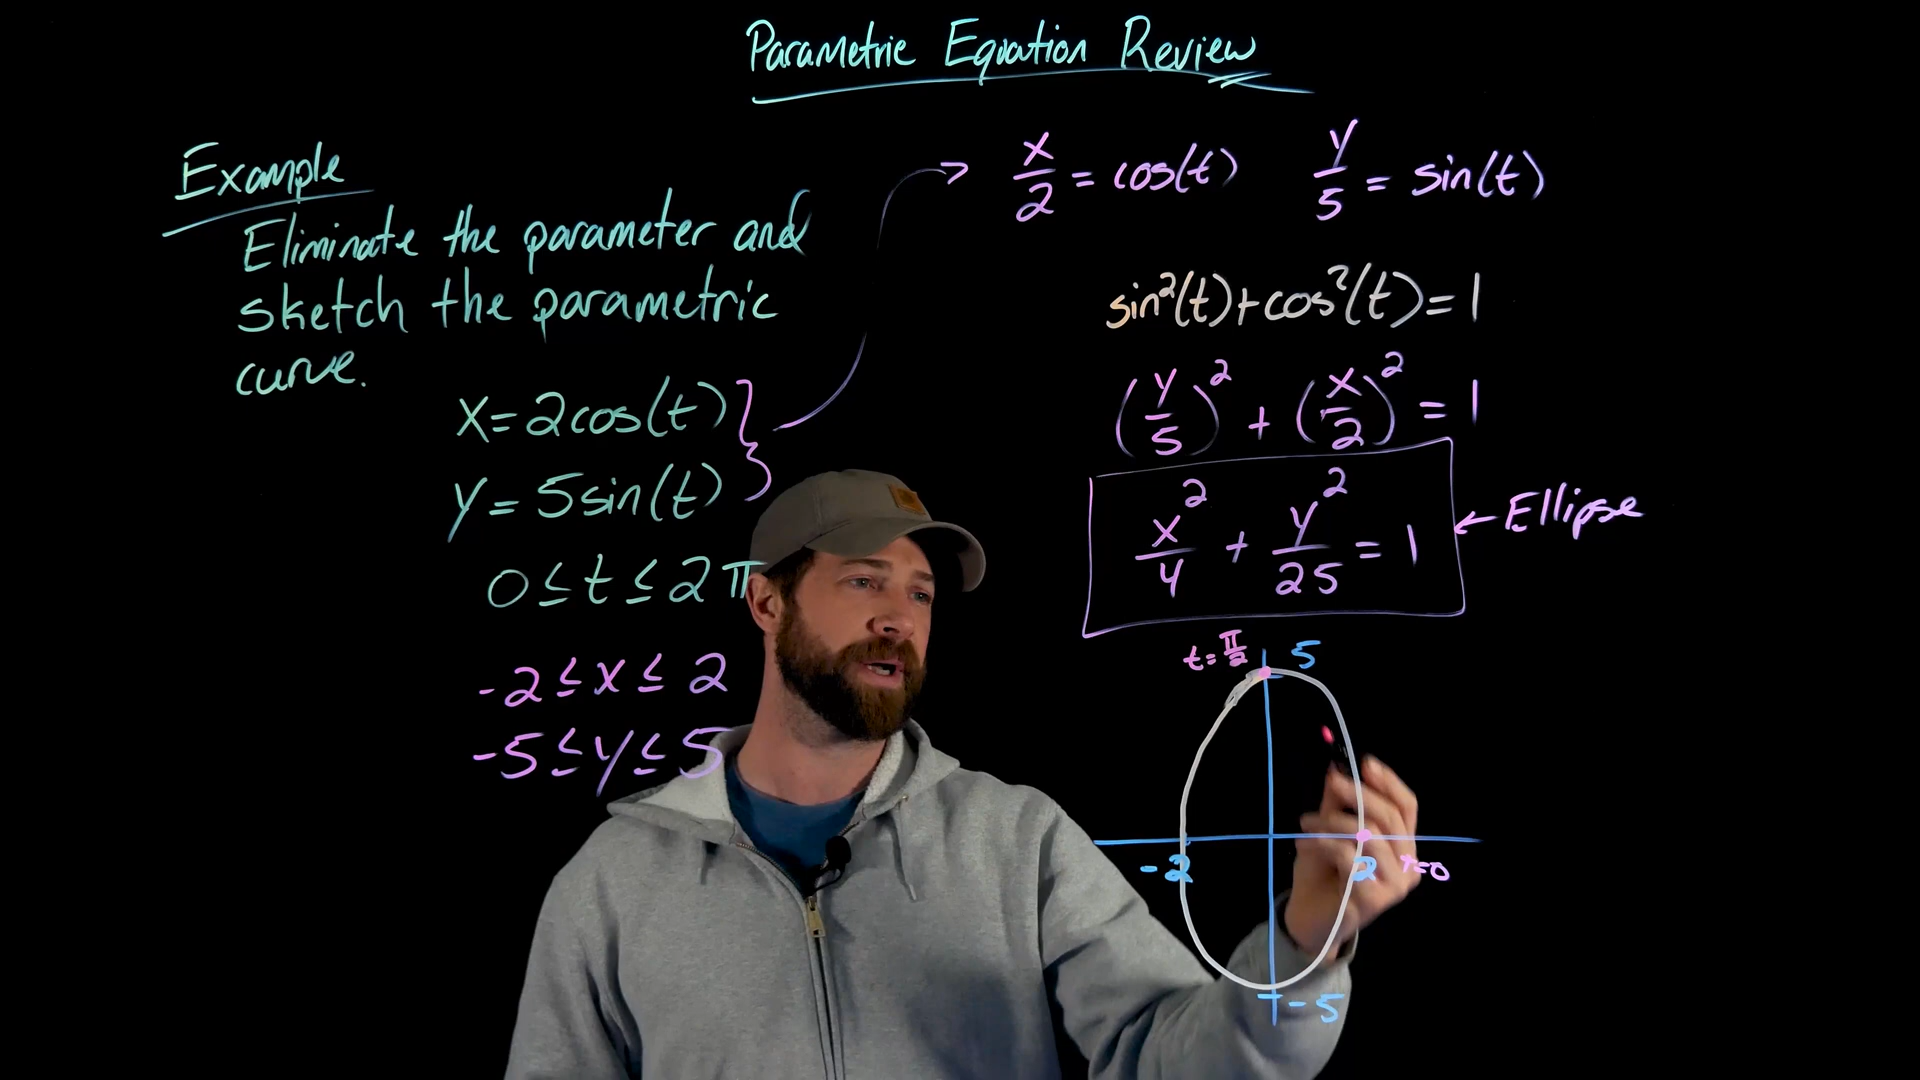 Parametric Equation Review
Example
Eliminate the parameter and
sketch the parametric
curve.
x=2cos(t)
y=5sin(t)
0≤t≤2π
-2≤x≤2
-5≤y≤5
x/2 = cos(t) y/5 = sin(t)
sin²(t)+cos²(t)=1
(y/5)² + (x/2)² = 1
x²/4 + y²/25 = 1 ← Ellipse
t=π/2 5
-2 2 t=0
-5